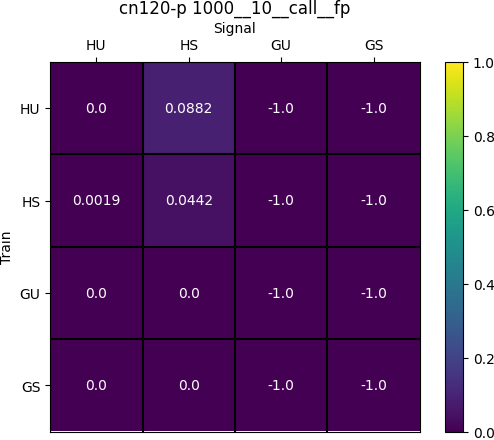 cn120-p 1000__10__call__fp
Signal
HU HS GU GS
1.0
HU 0.0 0.0882 -1.0 -1.0
0.8
HS 0.0019 0.0442 -1.0 -1.0
0.6
Train
0.4
GU 0.0 0.0 -1.0 -1.0
0.2
GS 0.0 0.0 -1.0 -1.0
0.0